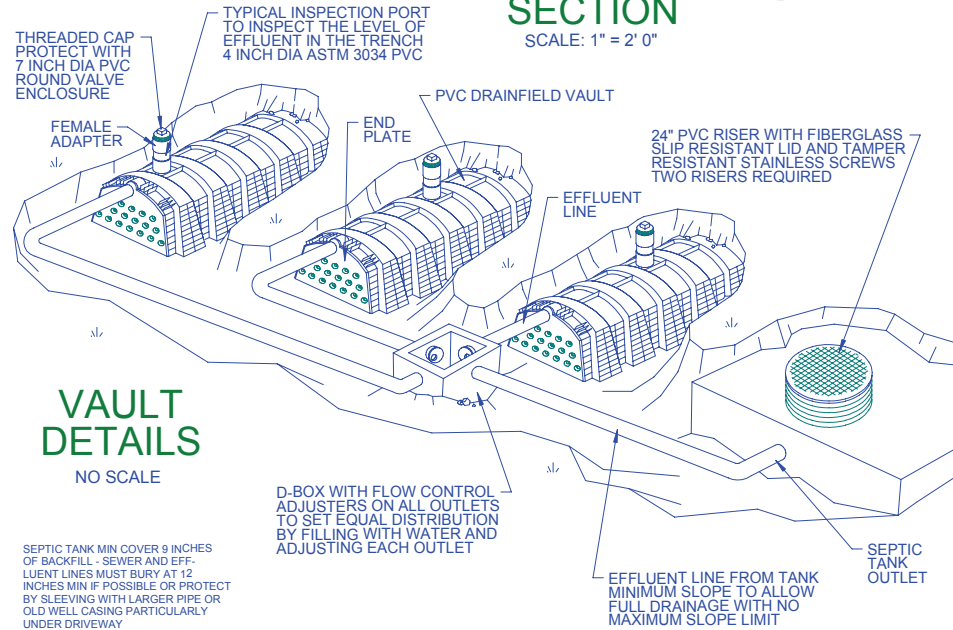 SECTION
SCALE: 1" = 2' 0"
TYPICAL INSPECTION PORT
TO INSPECT THE LEVEL OF
EFFLUENT IN THE TRENCH
4 INCH DIA ASTM 3034 PVC
THREADED CAP
PROTECT WITH
7 INCH DIA PVC
ROUND VALVE
ENCLOSURE
FEMALE
ADAPTER
END
PLATE
PVC DRAINFIELD VAULT
EFFLUENT
LINE
24" PVC RISER WITH FIBERGLASS
SLIP RESISTANT LID AND TAMPER
RESISTANT STAINLESS SCREWS
TWO RISERS REQUIRED
VAULT
DETAILS
NO SCALE
D-BOX WITH FLOW CONTROL
ADJUSTERS ON ALL OUTLETS
TO SET EQUAL DISTRIBUTION
BY FILLING WITH WATER AND
ADJUSTING EACH OUTLET
SEPTIC TANK MIN COVER 9 INCHES
OF BACKFILL - SEWER AND EFF-
LUENT LINES MUST BURY AT 12
INCHES MIN IF POSSIBLE OR PROTECT
BY SLEEVING WITH LARGER PIPE OR
OLD WELL CASING PARTICULARLY
UNDER DRIVEWAY
EFFLUENT LINE FROM TANK
MINIMUM SLOPE TO ALLOW
FULL DRAINAGE WITH NO
MAXIMUM SLOPE LIMIT
SEPTIC
TANK
OUTLET